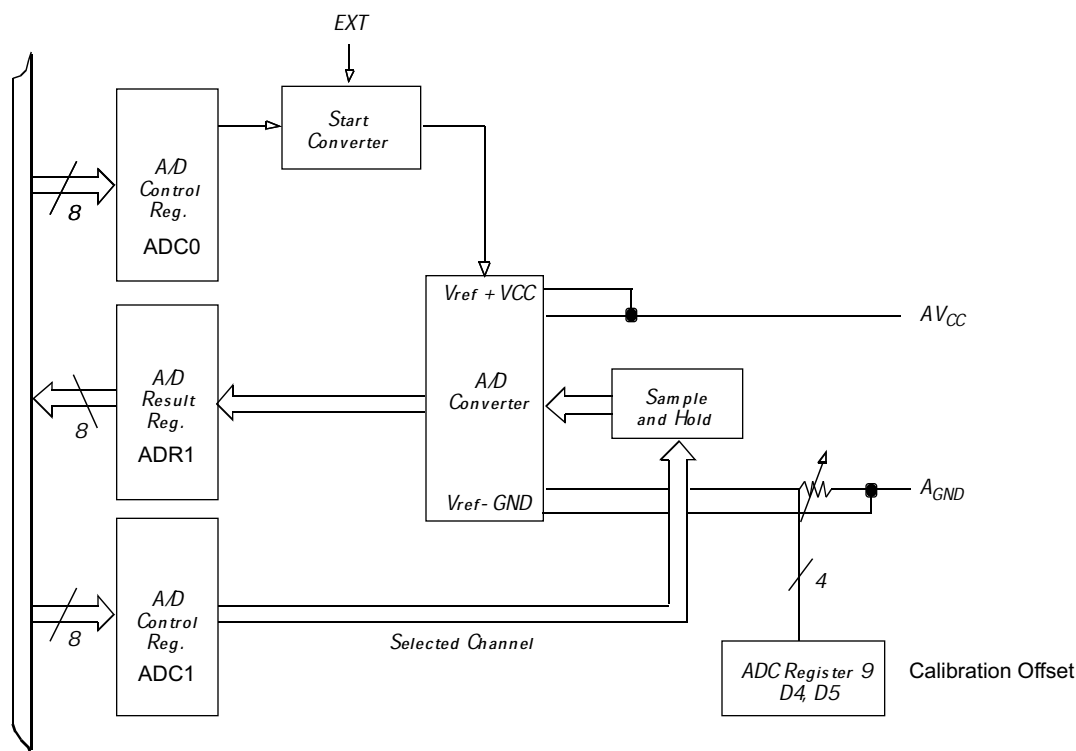 EXT
Start
Converter
A/D
Control
Reg.
ADC0
8
Vref + VCC
AVCC
A/D
Result
Reg.
ADR1
8
A/D
Converter
Sample
and Hold
Vref- GND
AGND
4
A/D
Control
Reg.
ADC1
8
Selected Channel
ADC Register 9
D4, D5
Calibration Offset